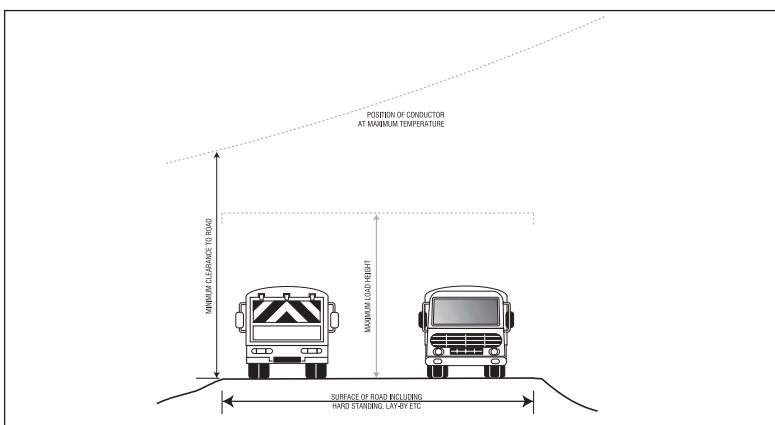 POSITION OF CONDUCTOR
AT MAXIMUM TEMPERATURE
MINIMUM CLEARANCE TO ROAD
MAXIMUM LOAD HEIGHT
SURFACE OF ROAD INCLUDING
HARD STANDING, LAY-BY ETC